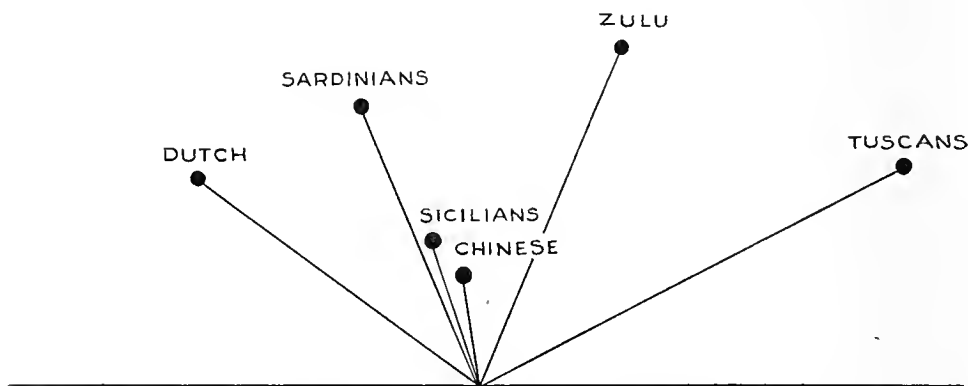 ZULU
SARDINIANS
TUSCANS
DUTCH
SICILIANS
CHINESE